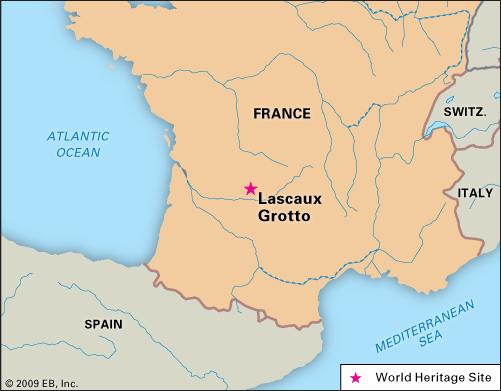 FRANCE
SWITZ.
ATLANTIC
OCEAN
ITALY
Lascaux
Grotto
MEDITERRANEAN
SEA
SPAIN
World Heritage Site
© 2009 EB, Inc.